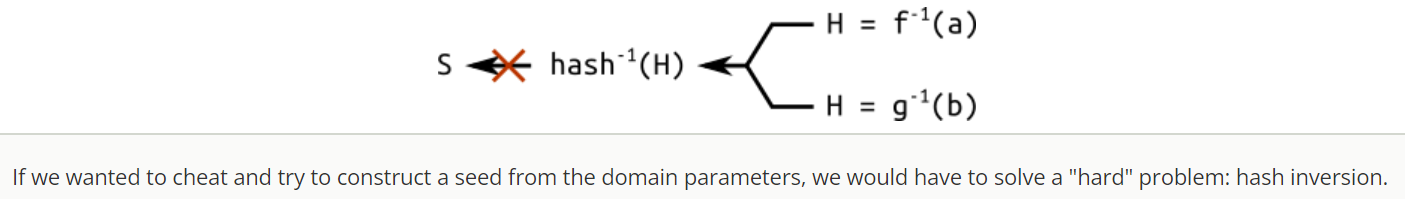 H = f⁻¹(a)
S hash⁻¹(H)
H = g⁻¹(b)
If we wanted to cheat and try to construct a seed from the domain parameters, we would have to solve a "hard" problem: hash inversion.